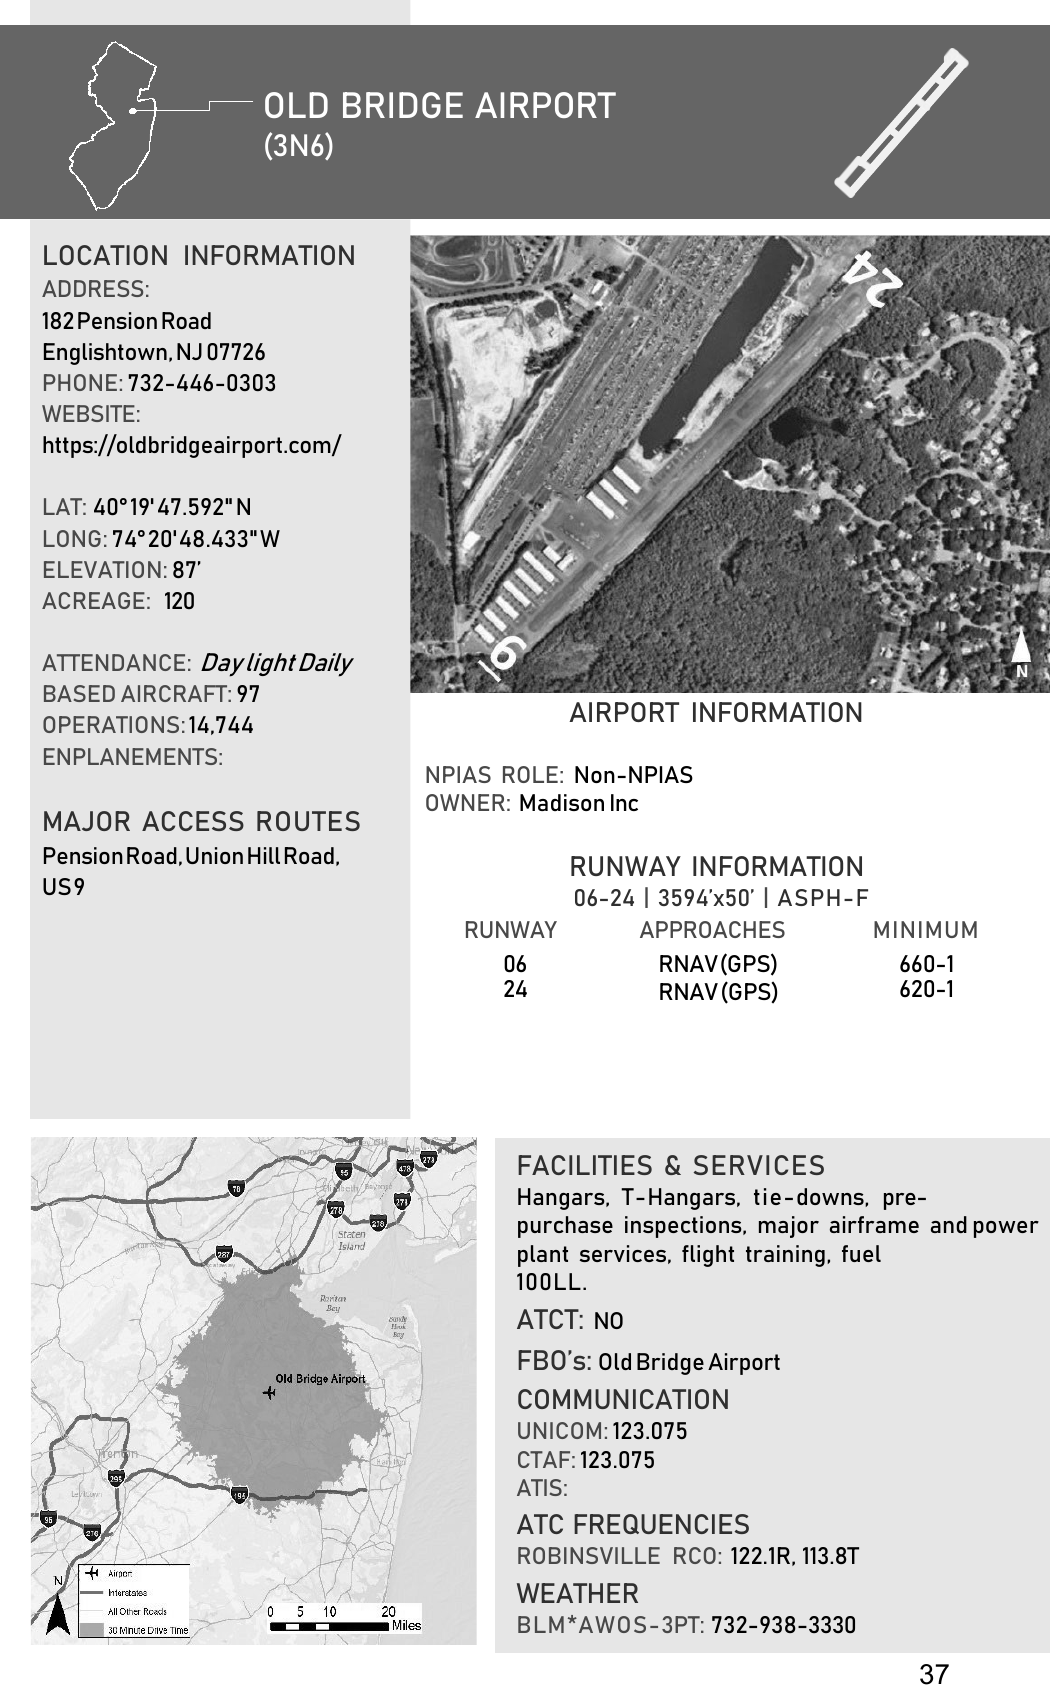 OLD BRIDGE AIRPORT
(3N6)
LOCATION INFORMATION
ADDRESS:
182 Pension Road
Englishtown, NJ 07726
PHONE: 732-446-0303
WEBSITE:
https://oldbridgeairport.com/
LAT: 40°19'47.592" N
LONG: 74°20'48.433" W
ELEVATION: 87’
ACREAGE: 120
ATTENDANCE: Daylight Daily
BASED AIRCRAFT: 97
OPERATIONS: 14,744
ENPLANEMENTS:
MAJOR ACCESS ROUTES
Pension Road, Union Hill Road,
US 9
24
6
N
AIRPORT INFORMATION
NPIAS ROLE: Non-NPIAS
OWNER: Madison Inc
RUNWAY INFORMATION
06-24 | 3594’x50’ | ASPH-F
RUNWAY APPROACHES MINIMUM
06 RNAV (GPS) 660-1
24 RNAV (GPS) 620-1
95
478
278
78
278
278
Staten
Island
287
Raritan
Bay
Sandy
Hook
Bay
Old Bridge Airport
Trenton
295
195
95
276
N
Airport
Interstates
All Other Roads
30 Minute Drive Time
0 5 10 20
Miles
FACILITIES & SERVICES
Hangars, T-Hangars, tie-downs, pre-
purchase inspections, major airframe and power
plant services, flight training, fuel
100LL.
ATCT: NO
FBO’s: Old Bridge Airport
COMMUNICATION
UNICOM: 123.075
CTAF: 123.075
ATIS:
ATC FREQUENCIES
ROBINSVILLE RCO: 122.1R, 113.8T
WEATHER
BLM*AWOS-3PT: 732-938-3330
37